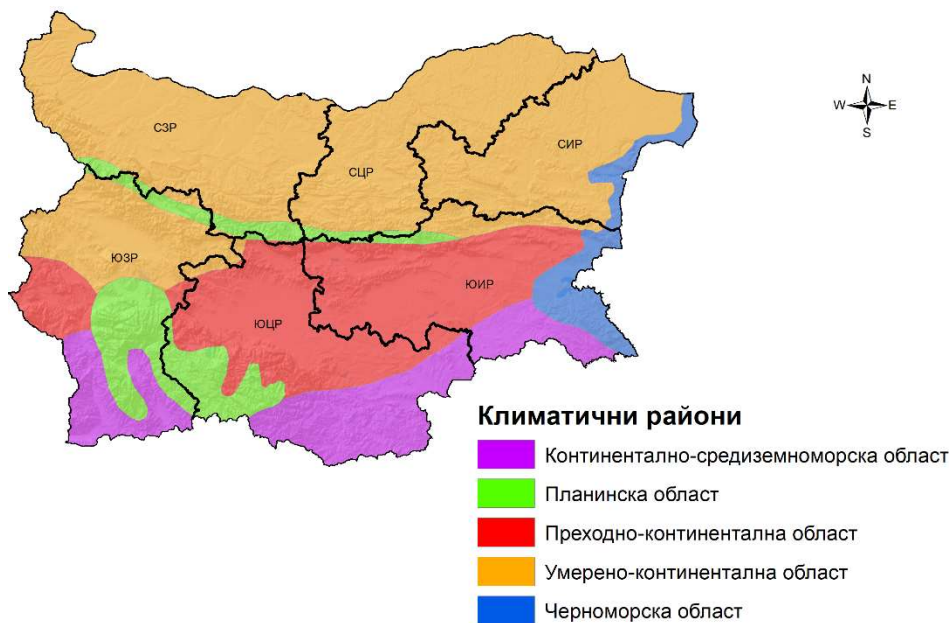 N
W
E
S
СЗР
СЦР
СИР
ЮЗР
ЮИР
ЮЦР
Климатични райони
Континентално-средиземноморска област
Планинска област
Преходно-континентална област
Умерено-континентална област
Черноморска област